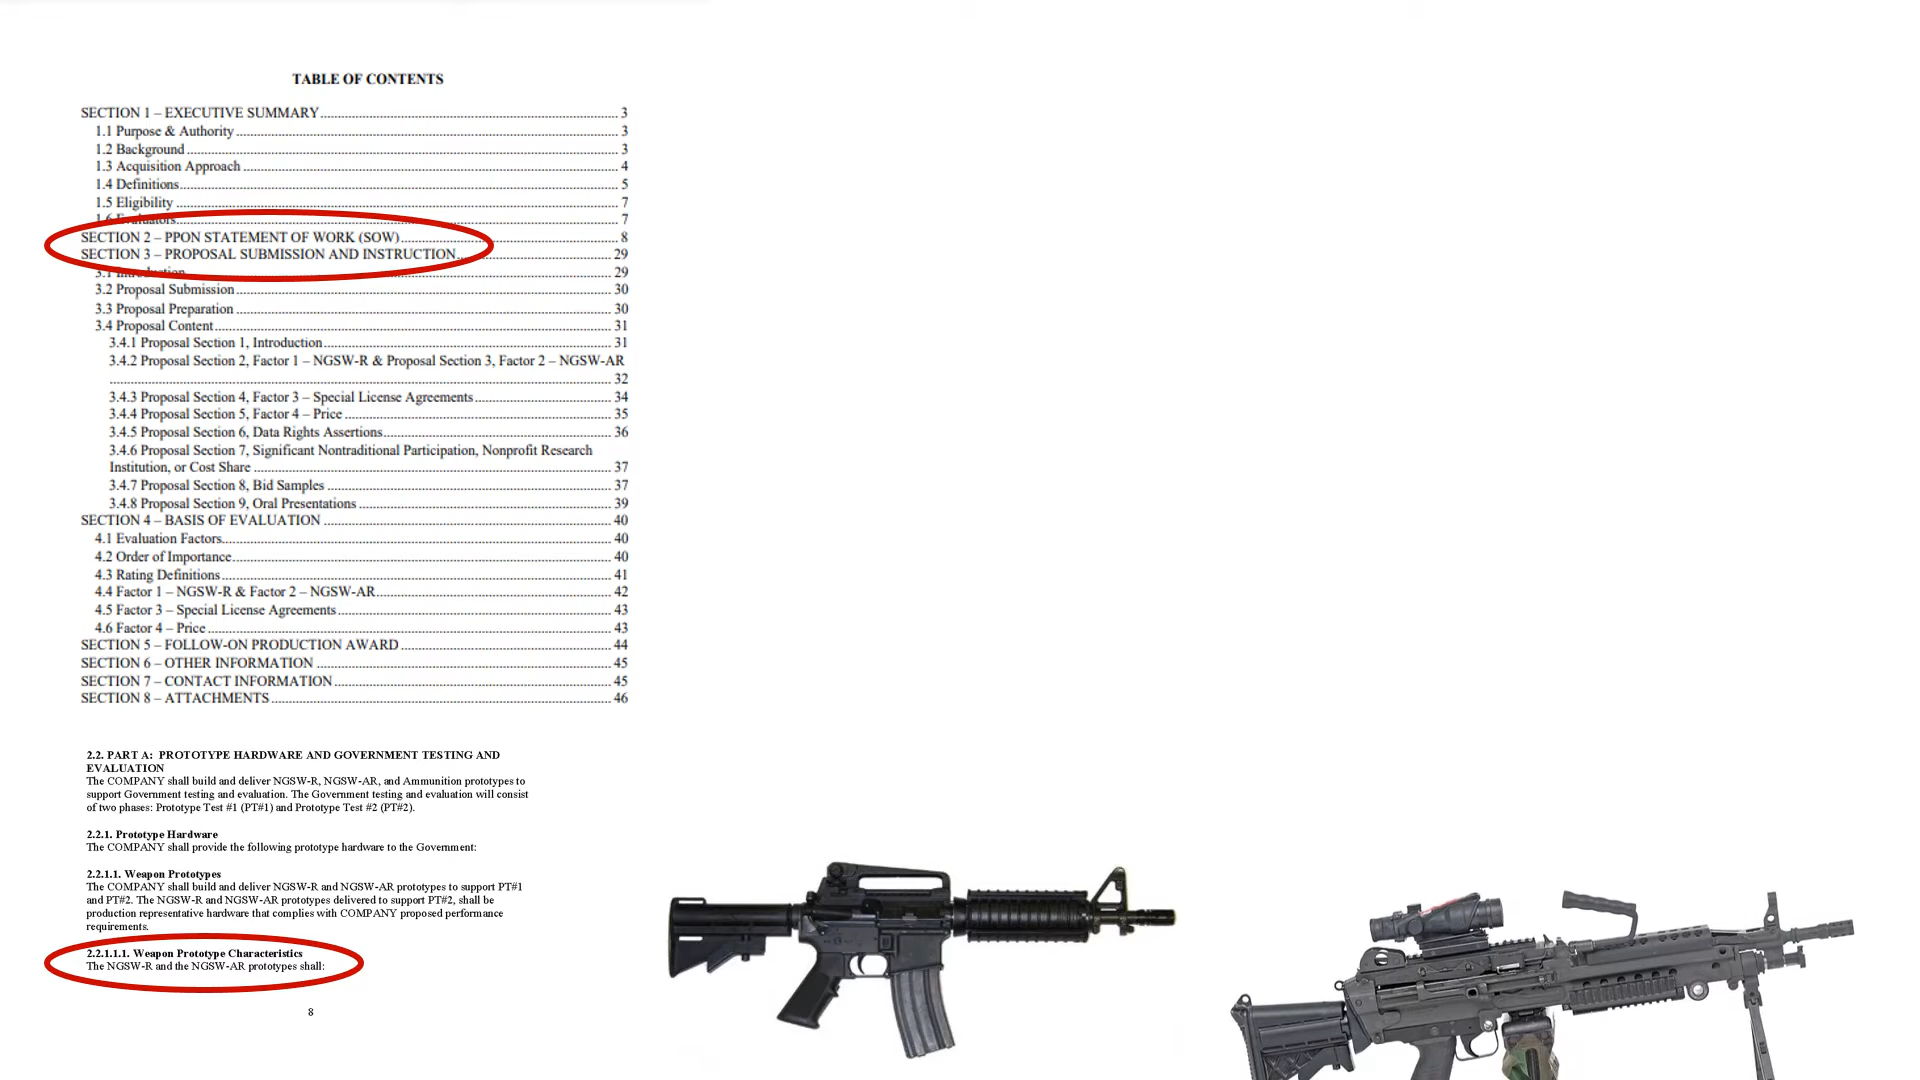 TABLE OF CONTENTS
SECTION 1 – EXECUTIVE SUMMARY 3
1.1 Purpose & Authority 3
1.2 Background 3
1.3 Acquisition Approach 4
1.4 Definitions 5
1.5 Eligibility 7
1.6 Evaluators 7
SECTION 2 – PPON STATEMENT OF WORK (SOW) 8
SECTION 3 – PROPOSAL SUBMISSION AND INSTRUCTION 29
3.1 Introduction 29
3.2 Proposal Submission 30
3.3 Proposal Preparation 30
3.4 Proposal Content 31
3.4.1 Proposal Section 1, Introduction 31
3.4.2 Proposal Section 2, Factor 1 – NGSW-R & Proposal Section 3, Factor 2 – NGSW-AR
32
3.4.3 Proposal Section 4, Factor 3 – Special License Agreements 34
3.4.4 Proposal Section 5, Factor 4 – Price 35
3.4.5 Proposal Section 6, Data Rights Assertions 36
3.4.6 Proposal Section 7, Significant Nontraditional Participation, Nonprofit Research
Institution, or Cost Share 37
3.4.7 Proposal Section 8, Bid Samples 37
3.4.8 Proposal Section 9, Oral Presentations 39
SECTION 4 – BASIS OF EVALUATION 40
4.1 Evaluation Factors 40
4.2 Order of Importance 40
4.3 Rating Definitions 41
4.4 Factor 1 – NGSW-R & Factor 2 – NGSW-AR 42
4.5 Factor 3 – Special License Agreements 43
4.6 Factor 4 – Price 43
SECTION 5 – FOLLOW-ON PRODUCTION AWARD 44
SECTION 6 – OTHER INFORMATION 45
SECTION 7 – CONTACT INFORMATION 45
SECTION 8 – ATTACHMENTS 46
2.2. PART A: PROTOTYPE HARDWARE AND GOVERNMENT TESTING AND
EVALUATION
The COMPANY shall build and deliver NGSW-R, NGSW-AR, and Ammunition prototypes to
support Government testing and evaluation. The Government testing and evaluation will consist
of two phases: Prototype Test #1 (PT#1) and Prototype Test #2 (PT#2).
2.2.1. Prototype Hardware
The COMPANY shall provide the following prototype hardware to the Government:
2.2.1.1. Weapon Prototypes
The COMPANY shall build and deliver NGSW-R and NGSW-AR prototypes to support PT#1
and PT#2. The NGSW-R and NGSW-AR prototypes delivered to support PT#2, shall be
production representative hardware that complies with COMPANY proposed performance
requirements.
2.2.1.1.1. Weapon Prototype Characteristics
The NGSW-R and the NGSW-AR prototypes shall:
8